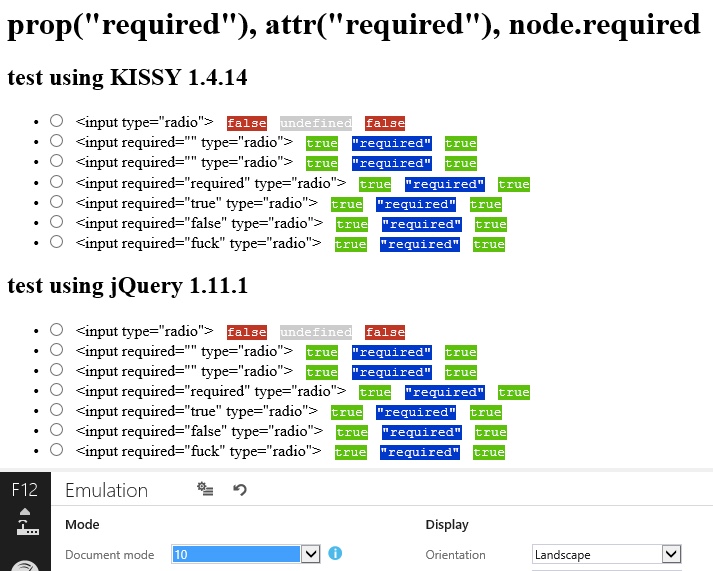 prop("required"), attr("required"), node.required
test using KISSY 1.4.14
• <input type="radio"> false undefined false
• <input required="" type="radio"> true "required" true
• <input required="" type="radio"> true "required" true
• <input required="required" type="radio"> true "required" true
• <input required="true" type="radio"> true "required" true
• <input required="false" type="radio"> true "required" true
• <input required="fuck" type="radio"> true "required" true
test using jQuery 1.11.1
• <input type="radio"> false undefined false
• <input required="" type="radio"> true "required" true
• <input required="" type="radio"> true "required" true
• <input required="required" type="radio"> true "required" true
• <input required="true" type="radio"> true "required" true
• <input required="false" type="radio"> true "required" true
• <input required="fuck" type="radio"> true "required" true
F12 Emulation
Mode Display
Document mode 10 Orientation Landscape